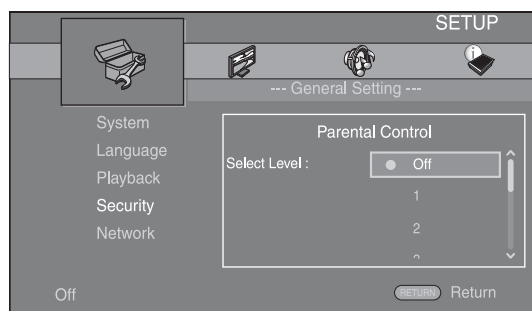 SETUP
--- General Setting ---
System
Language
Playback
Security
Network
Parental Control
Select Level :
Off
1
2
Off
RETURN Return